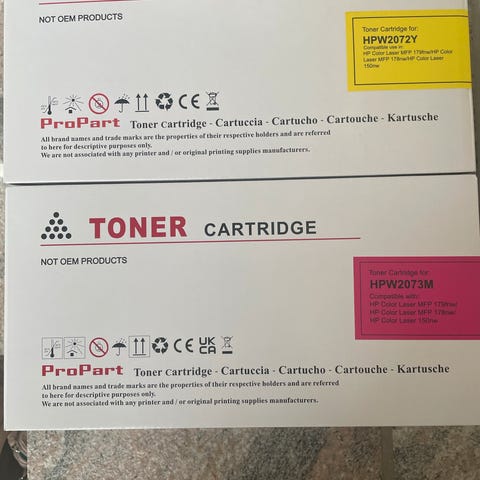 NOT OEM PRODUCTS
Toner Cartridge for:
HPW2072Y
Compatible use in:
HP Color Laser MFP 179fnw/HP Color
Laser MFP 178nw/HP Color Laser
150nw
CE
ProPart Toner Cartridge - Cartuccia - Cartucho - Cartouche - Kartusche
All brand names and trade marks are the properties of their respective holders and are referred
to here for descriptive purposes only.
We are not associated with any printer and / or original printing supplies manufacturers.
TONER CARTRIDGE
NOT OEM PRODUCTS
Toner Cartridge for:
HPW2073M
Compatible with:
HP Color Laser MFP 179fnw/
HP Color Laser MFP 178nw/
HP Color Laser 150nw
CE UK
CA
ProPart Toner Cartridge - Cartuccia - Cartucho - Cartouche - Kartusche
All brand names and trade marks are the properties of their respective holders and are referred
to here for descriptive purposes only.
We are not associated with any printer and / or original printing supplies manufacturers.